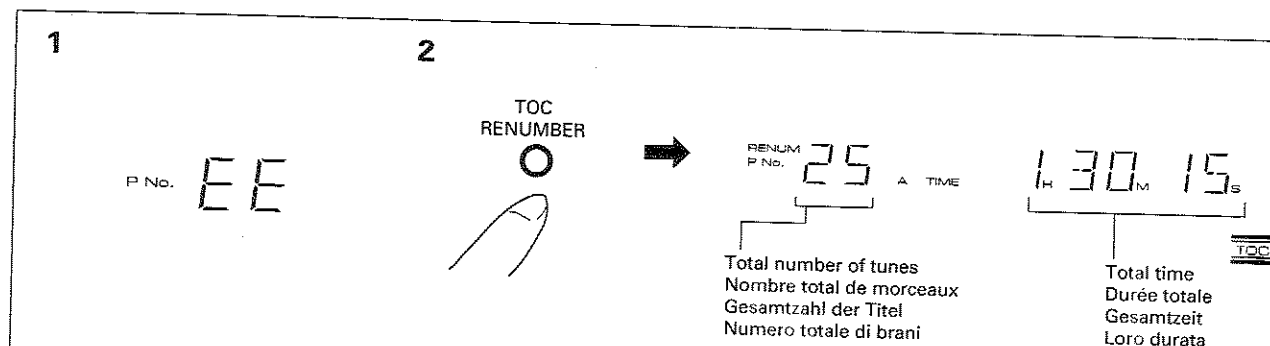 1
2
P No. EE
TOC
RENUMBER
RENUM
P No. 25 A TIME
1H 30M 15S
TOC
Total number of tunes
Nombre total de morceaux
Gesamtzahl der Titel
Numero totale di brani
Total time
Durée totale
Gesamtzeit
Loro durata